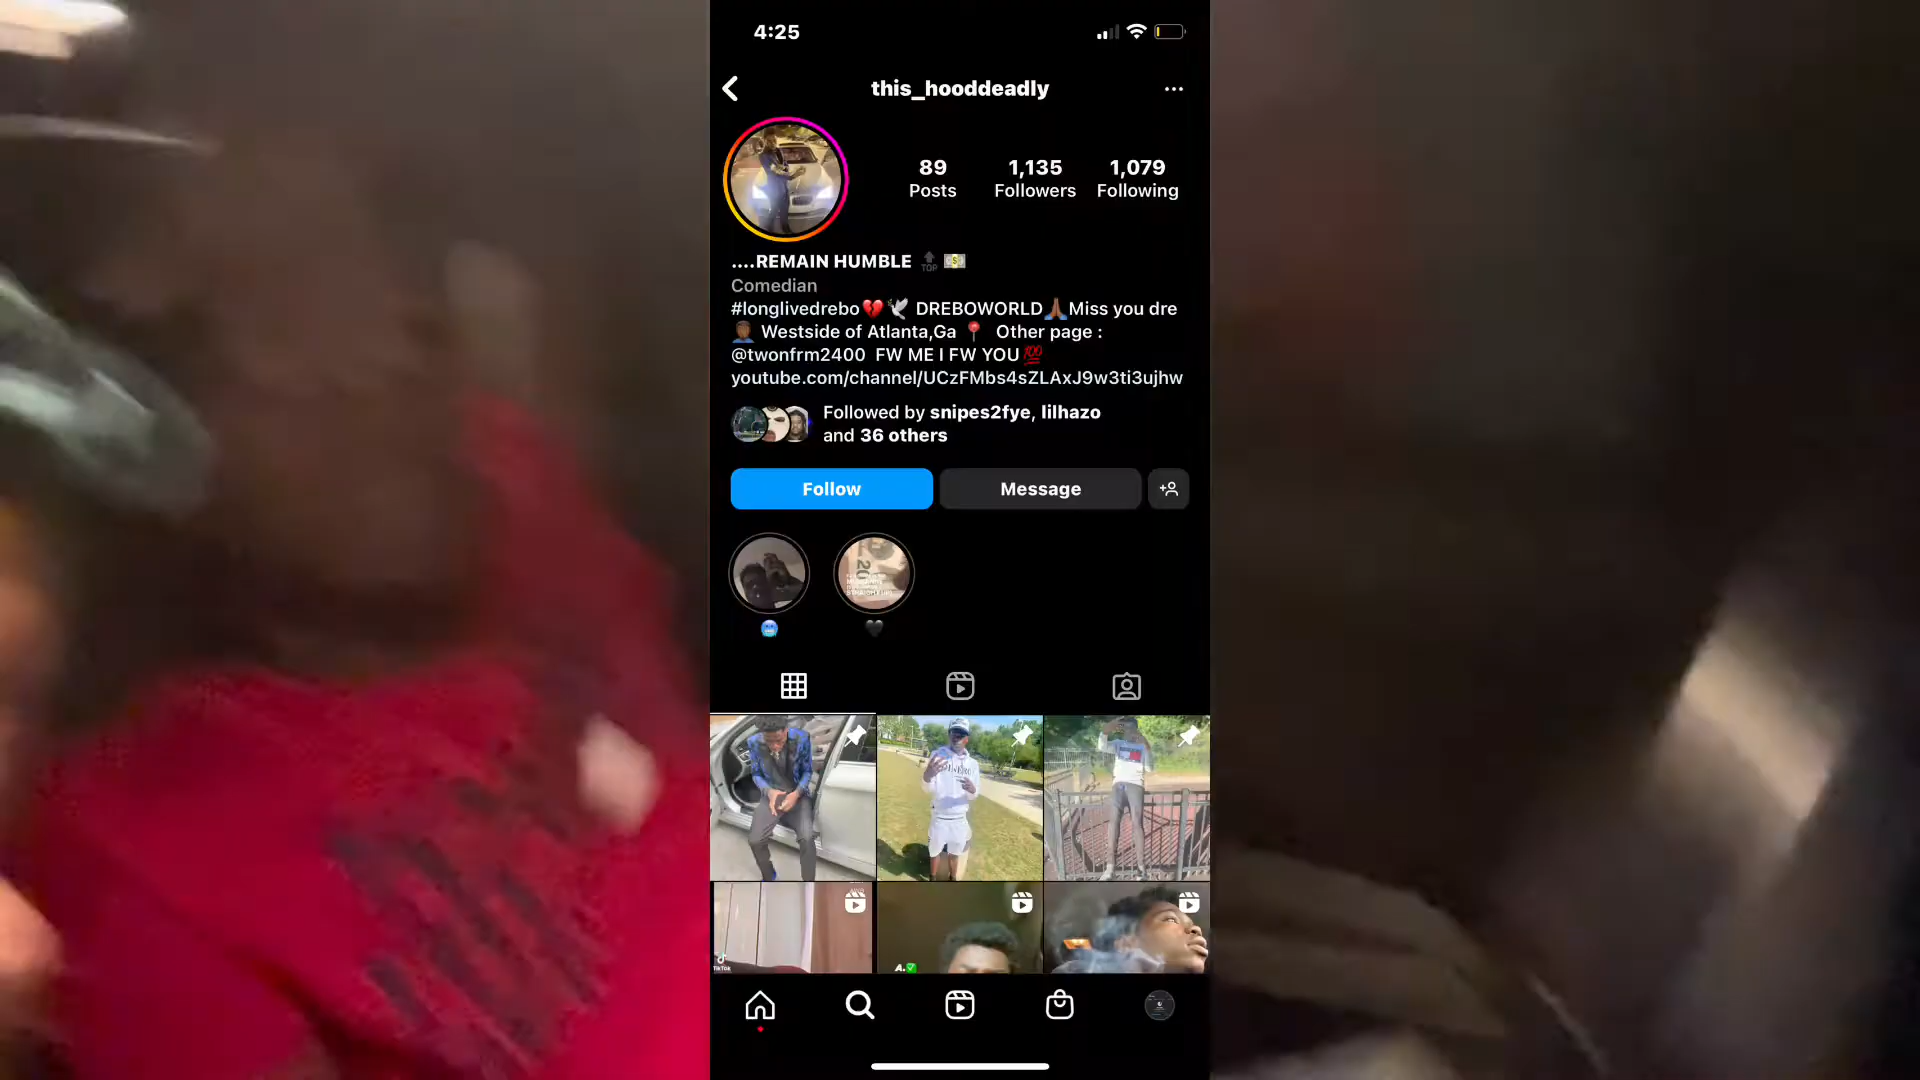 4:25
this_hooddeadly
89
Posts
1,135
Followers
1,079
Following
....REMAIN HUMBLE 🔝 💵
Comedian
#longlivedrebo💔🕊 DREBOWORLD🙏🏾Miss you dre
🤦🏾‍♂️ Westside of Atlanta,Ga 📍 Other page :
@twonfrm2400 FW ME I FW YOU💯
youtube.com/channel/UCzFMbs4sZLAxJ9w3ti3ujhw
Followed by snipes2fye, lilhazo
and 36 others
Follow
Message
20
TikTok
A.✅